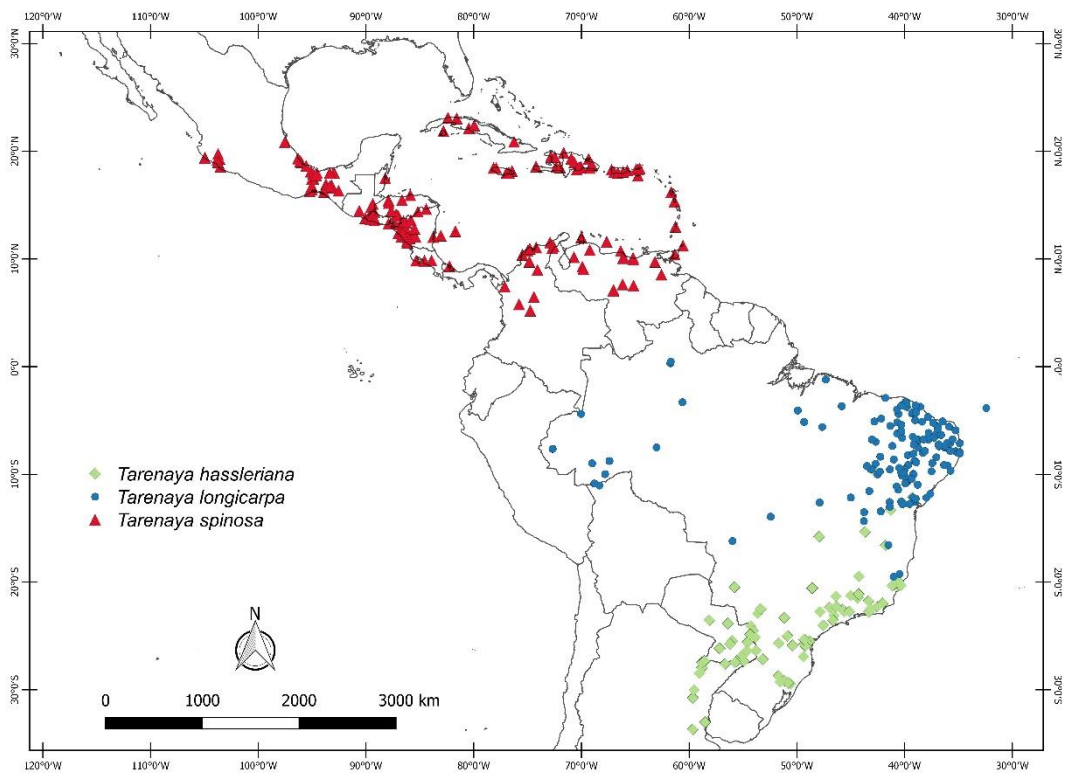 120°0'W 110°0'W 100°0'W 90°0'W 80°0'W 70°0'W 60°0'W 50°0'W 40°0'W 30°0'W
30°0'N 30°0'N
20°0'N 20°0'N
10°0'N 10°0'N
0°0' 0°0'
Tarenaya hassleriana
10°0'S 10°0'S
Tarenaya longicarpa
Tarenaya spinosa
20°0'S 20°0'S
N
30°0'S 30°0'S
0 1000 2000 3000 km
120°0'W 110°0'W 100°0'W 90°0'W 80°0'W 70°0'W 60°0'W 50°0'W 40°0'W 30°0'W